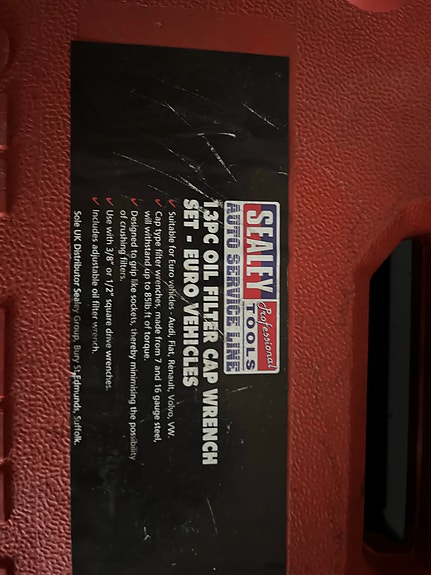 SEALEY
Professional
TOOLS
AUTO SERVICE LINE
13PC OIL FILTER CAP WRENCH
SET - EURO VEHICLES
✓ Suitable for Euro vehicles - Audi, Fiat, Renault, Volvo, VW.
✓ Cap type filter wrenches, made from 7 and 16 gauge steel,
will withstand up to 85lb.ft of torque.
✓ Designed to grip like sockets, thereby minimising the possibility
of crushing filters.
✓ Use with 3/8" or 1/2" square drive wrenches.
✓ Includes adjustable oil filter wrench.
Sole UK Distributor Sealey Group, Bury St.Edmunds, Suffolk.